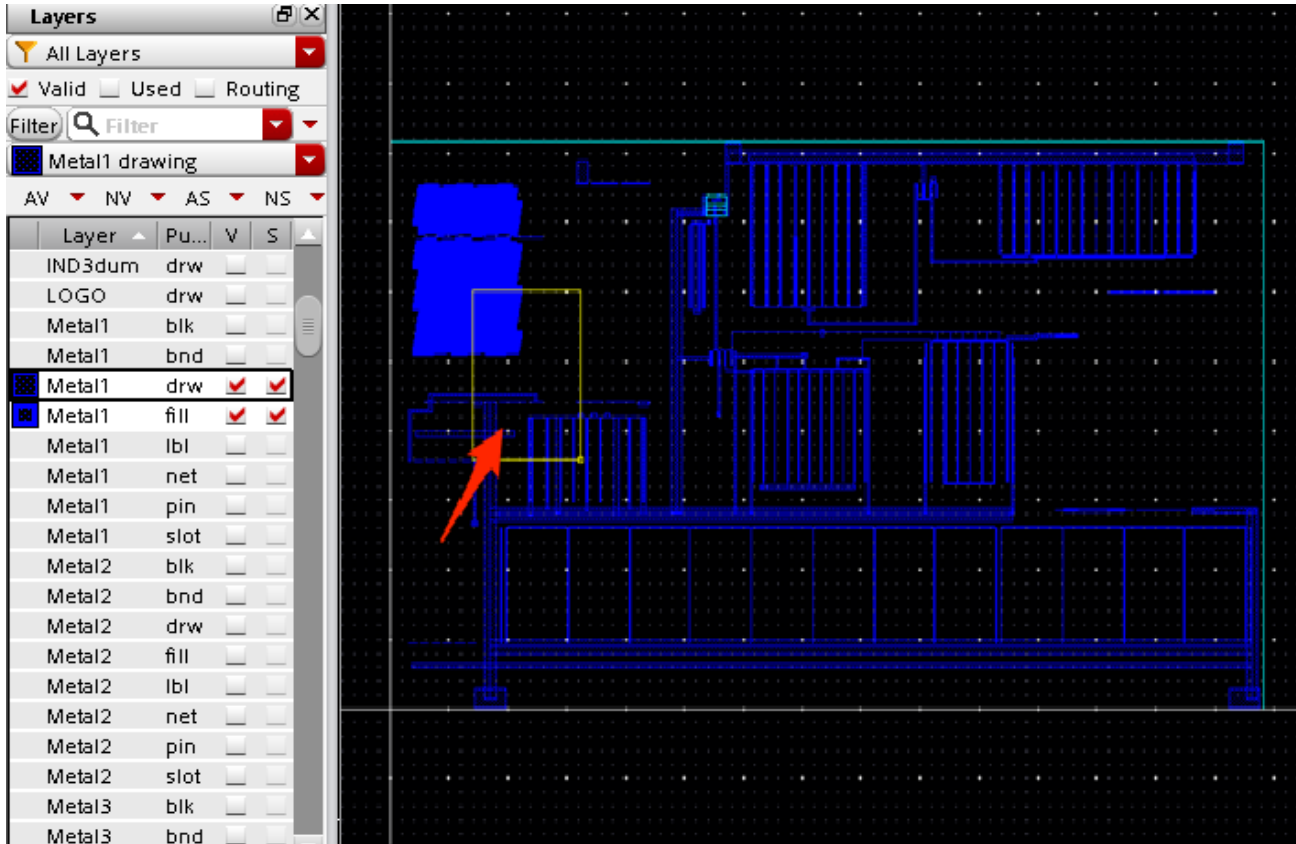 Layers
All Layers
Valid Used Routing
Filter Filter
Metal1 drawing
AV NV AS NS
Layer Pu... V S
IND3dum drw
LOGO drw
Metal1 blk
Metal1 bnd
Metal1 drw
Metal1 fill
Metal1 lbl
Metal1 net
Metal1 pin
Metal1 slot
Metal2 blk
Metal2 bnd
Metal2 drw
Metal2 fill
Metal2 lbl
Metal2 net
Metal2 pin
Metal2 slot
Metal3 blk
Metal3 bnd